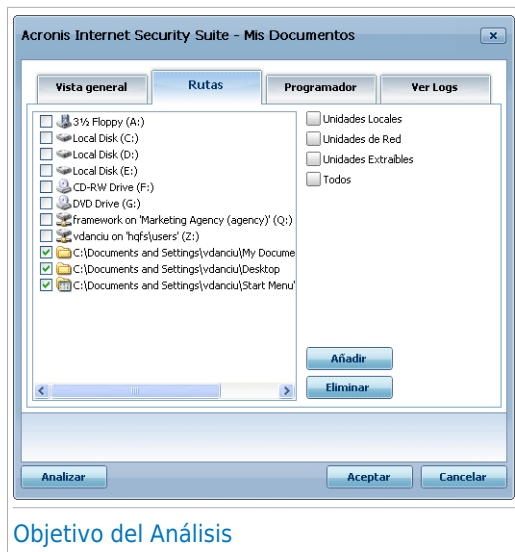 Acronis Internet Security Suite - Mis Documentos
Vista general
Rutas
Programador
Ver Logs
3½ Floppy (A:)
Local Disk (C:)
Local Disk (D:)
Local Disk (E:)
CD-RW Drive (F:)
DVD Drive (G:)
framework on 'Marketing Agency (agency)' (Q:)
vdanciu on 'hqfs\users' (Z:)
C:\Documents and Settings\vdanciu\My Docume
C:\Documents and Settings\vdanciu\Desktop
C:\Documents and Settings\vdanciu\Start Menu'
Unidades Locales
Unidades de Red
Unidades Extraíbles
Todos
Añadir
Eliminar
Analizar
Aceptar
Cancelar
Objetivo del Análisis